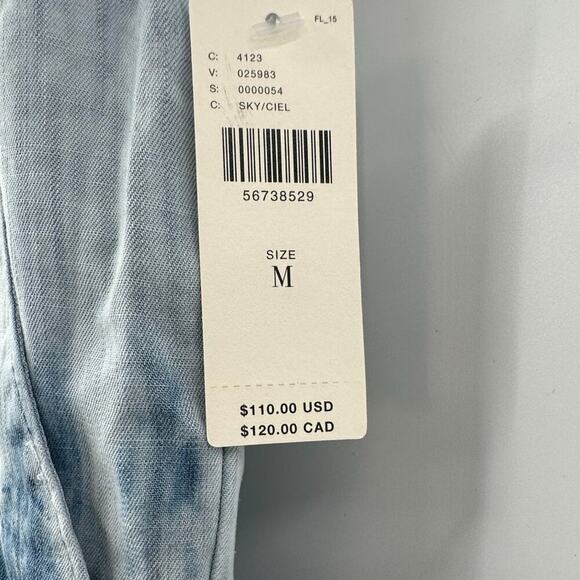 FL_15
C: 4123
V: 025983
S: 0000054
C: SKY/CIEL
56738529
SIZE
M
$110.00 USD
$120.00 CAD